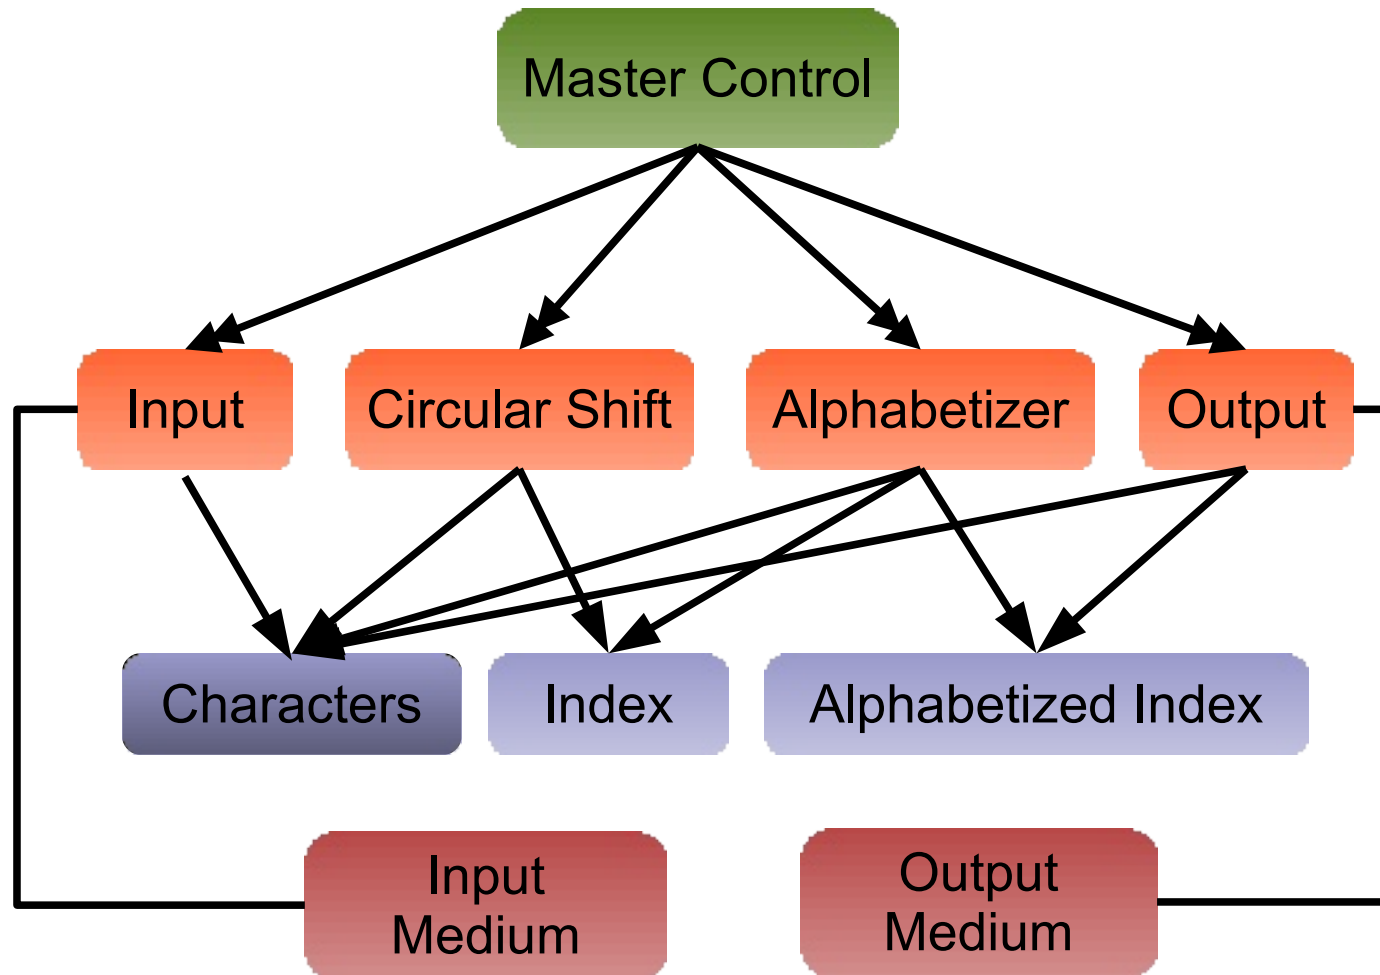 Master Control
Input
Circular Shift
Alphabetizer
Output
Characters
Index
Alphabetized Index
Input
Medium
Output
Medium